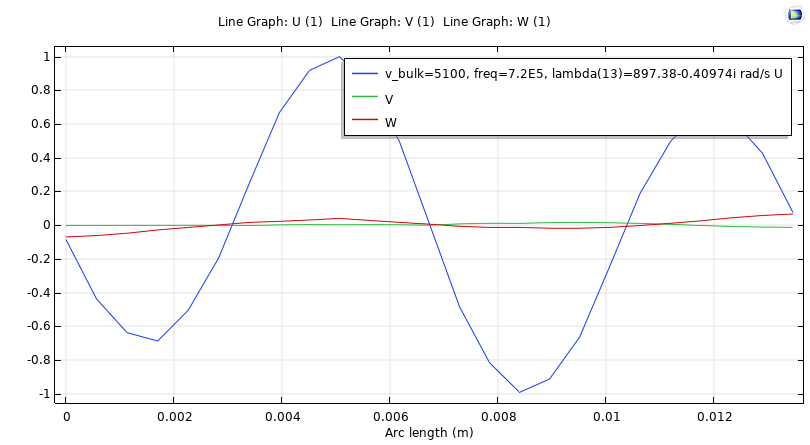 Line Graph: U (1)  Line Graph: V (1)  Line Graph: W (1)
1
0.8
0.6
0.4
0.2
0
-0.2
-0.4
-0.6
-0.8
-1
v_bulk=5100, freq=7.2E5, lambda(13)=897.38-0.40974i rad/s U
V
W
0 0.002 0.004 0.006 0.008 0.01 0.012
Arc length (m)